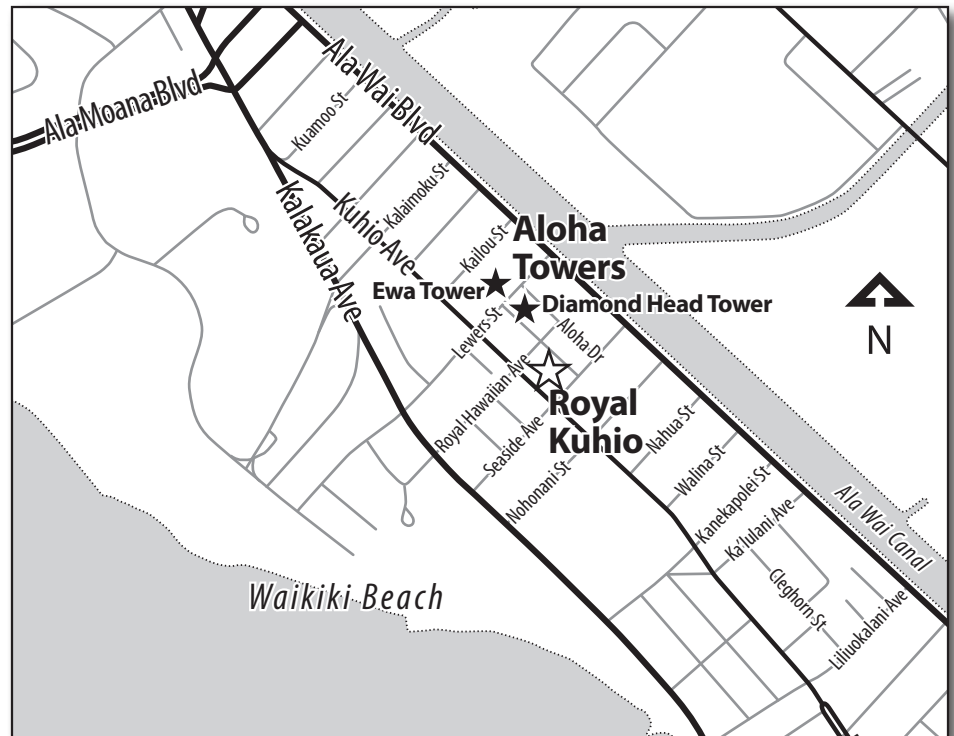 Ala Moana Blvd
Ala Wai Blvd
Kuamoo St
Kalakaua Ave
Kuhio Ave
Kalaimoku St
Kailou St
Aloha
Towers
Ewa Tower
Diamond Head Tower
Lewers St
Aloha Dr
N
Royal Hawaiian Ave
Royal
Kuhio
Seaside Ave
Nohonani St
Nahua St
Walina St
Kanekapolei St
Ka'iulani Ave
Ala Wai Canal
Cleghorn St
Liliuokalani Ave
Waikiki Beach